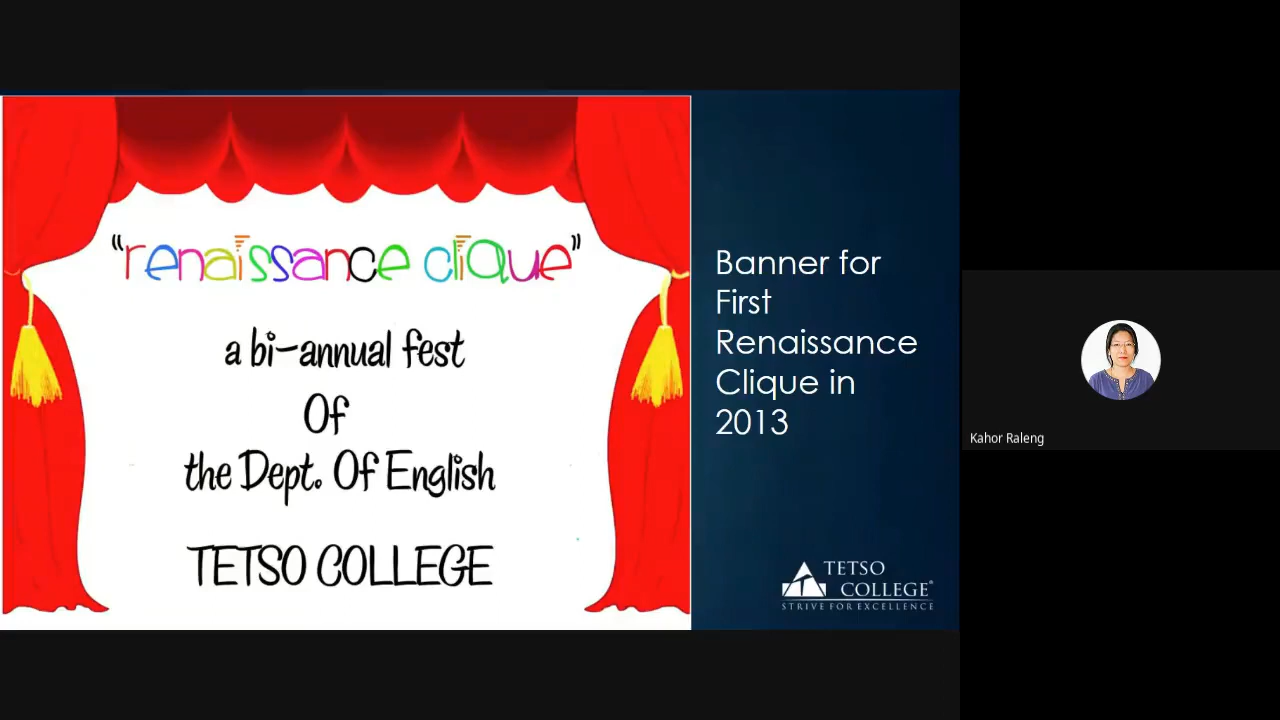 "renaissance clique"
a bi-annual fest
Of
the Dept. Of English
TETSO COLLEGE
Banner for
First
Renaissance
Clique in
2013
TETSO
COLLEGE®
STRIVE FOR EXCELLENCE
Kahor Raleng